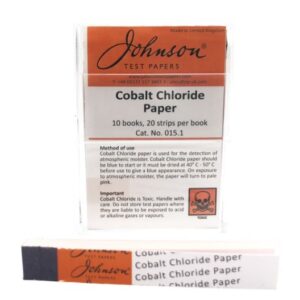 Made in United Kingdom
Johnson®
TEST PAPERS
Cobalt Chloride
Paper
10 books, 20 strips per book
Cat. No. 015.1
Method of use
Cobalt Chloride paper is used for the detection of
atmospheric moister. Cobalt Chloride paper should
be blue to start or it must be dried at 40° C - 50° C
before use to give a blue appearance. On exposure
to atmospheric moister, the paper will turn to pale
pink.
Important
Cobalt Chloride is Toxic. Handle with
care. Do not store test papers where
they are liable to be exposed to acid
or alkaline gases or vapours.
TOXIC
Cobalt Chloride Paper
Johnson
Cobalt Chloride Paper